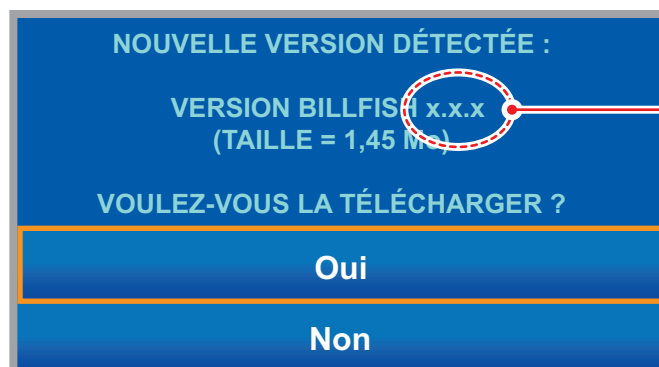 NOUVELLE VERSION DÉTECTÉE :
VERSION BILLFISH x.x.x
(TAILLE = 1,45 Mo)
VOULEZ-VOUS LA TÉLÉCHARGER ?
Oui
Non